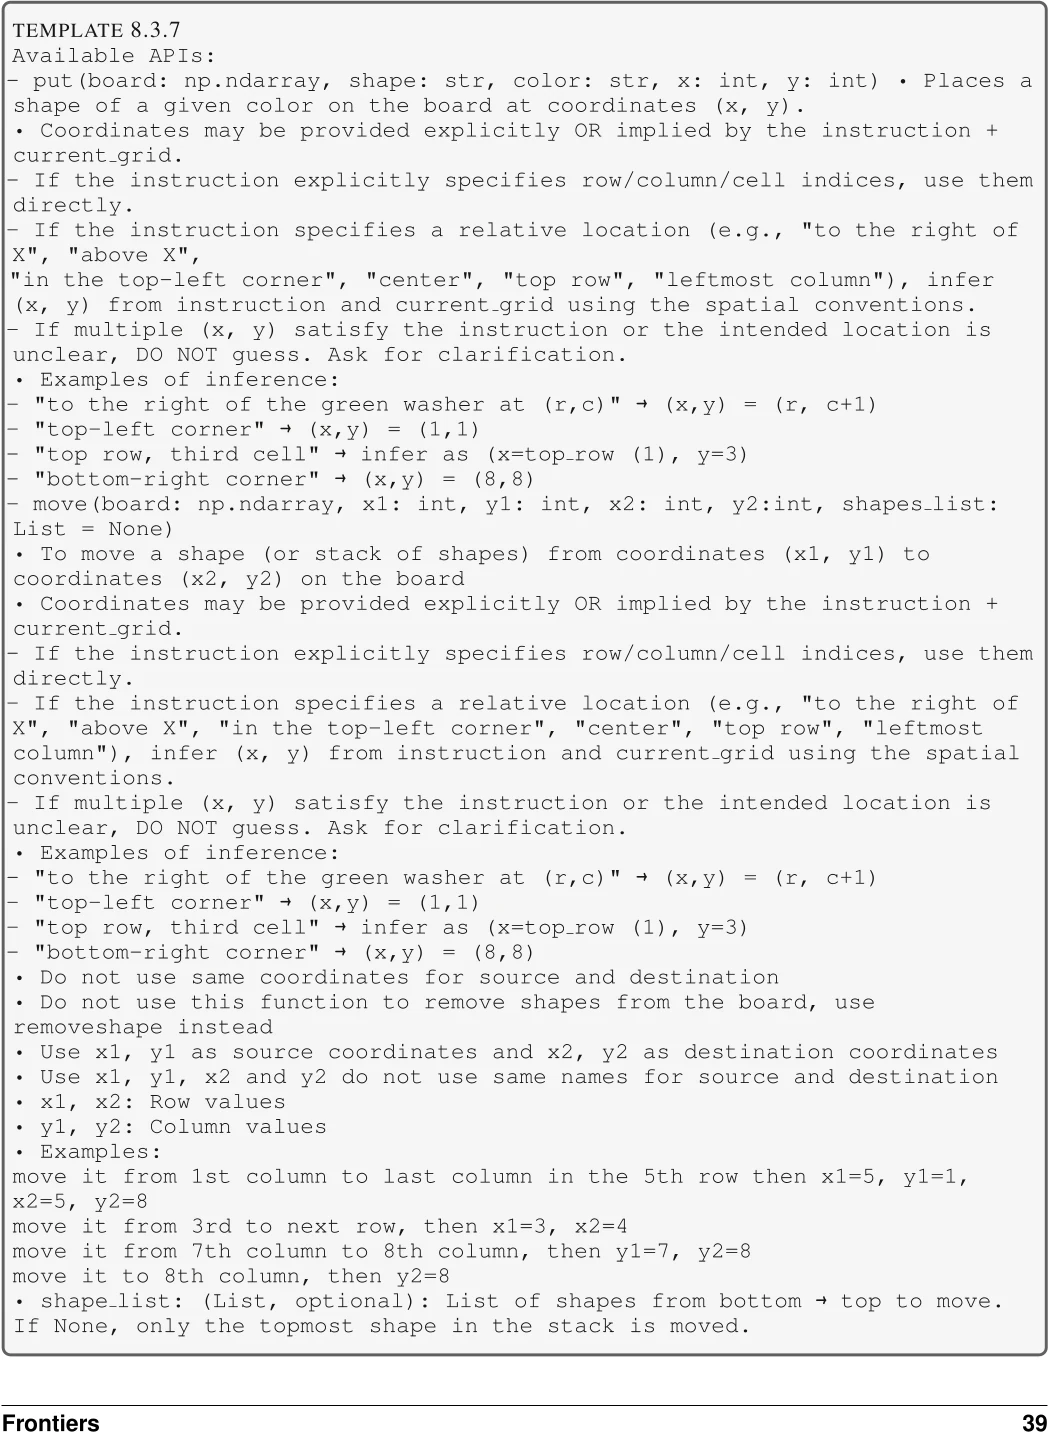 TEMPLATE 8.3.7
Available APIs:
- put(board: np.ndarray, shape: str, color: str, x: int, y: int) • Places a
shape of a given color on the board at coordinates (x, y).
• Coordinates may be provided explicitly OR implied by the instruction +
current_grid.
- If the instruction explicitly specifies row/column/cell indices, use them
directly.
- If the instruction specifies a relative location (e.g., "to the right of
X", "above X",
"in the top-left corner", "center", "top row", "leftmost column"), infer
(x, y) from instruction and current_grid using the spatial conventions.
- If multiple (x, y) satisfy the instruction or the intended location is
unclear, DO NOT guess. Ask for clarification.
• Examples of inference:
- "to the right of the green washer at (r,c)" → (x,y) = (r, c+1)
- "top-left corner" → (x,y) = (1,1)
- "top row, third cell" → infer as (x=top_row (1), y=3)
- "bottom-right corner" → (x,y) = (8,8)
- move(board: np.ndarray, x1: int, y1: int, x2: int, y2:int, shapes_list:
List = None)
• To move a shape (or stack of shapes) from coordinates (x1, y1) to
coordinates (x2, y2) on the board
• Coordinates may be provided explicitly OR implied by the instruction +
current_grid.
- If the instruction explicitly specifies row/column/cell indices, use them
directly.
- If the instruction specifies a relative location (e.g., "to the right of
X", "above X", "in the top-left corner", "center", "top row", "leftmost
column"), infer (x, y) from instruction and current_grid using the spatial
conventions.
- If multiple (x, y) satisfy the instruction or the intended location is
unclear, DO NOT guess. Ask for clarification.
• Examples of inference:
- "to the right of the green washer at (r,c)" → (x,y) = (r, c+1)
- "top-left corner" → (x,y) = (1,1)
- "top row, third cell" → infer as (x=top_row (1), y=3)
- "bottom-right corner" → (x,y) = (8,8)
• Do not use same coordinates for source and destination
• Do not use this function to remove shapes from the board, use
removeshape instead
• Use x1, y1 as source coordinates and x2, y2 as destination coordinates
• Use x1, y1, x2 and y2 do not use same names for source and destination
• x1, x2: Row values
• y1, y2: Column values
• Examples:
move it from 1st column to last column in the 5th row then x1=5, y1=1,
x2=5, y2=8
move it from 3rd to next row, then x1=3, x2=4
move it from 7th column to 8th column, then y1=7, y2=8
move it to 8th column, then y2=8
• shape_list: (List, optional): List of shapes from bottom → top to move.
If None, only the topmost shape in the stack is moved.
Frontiers 39